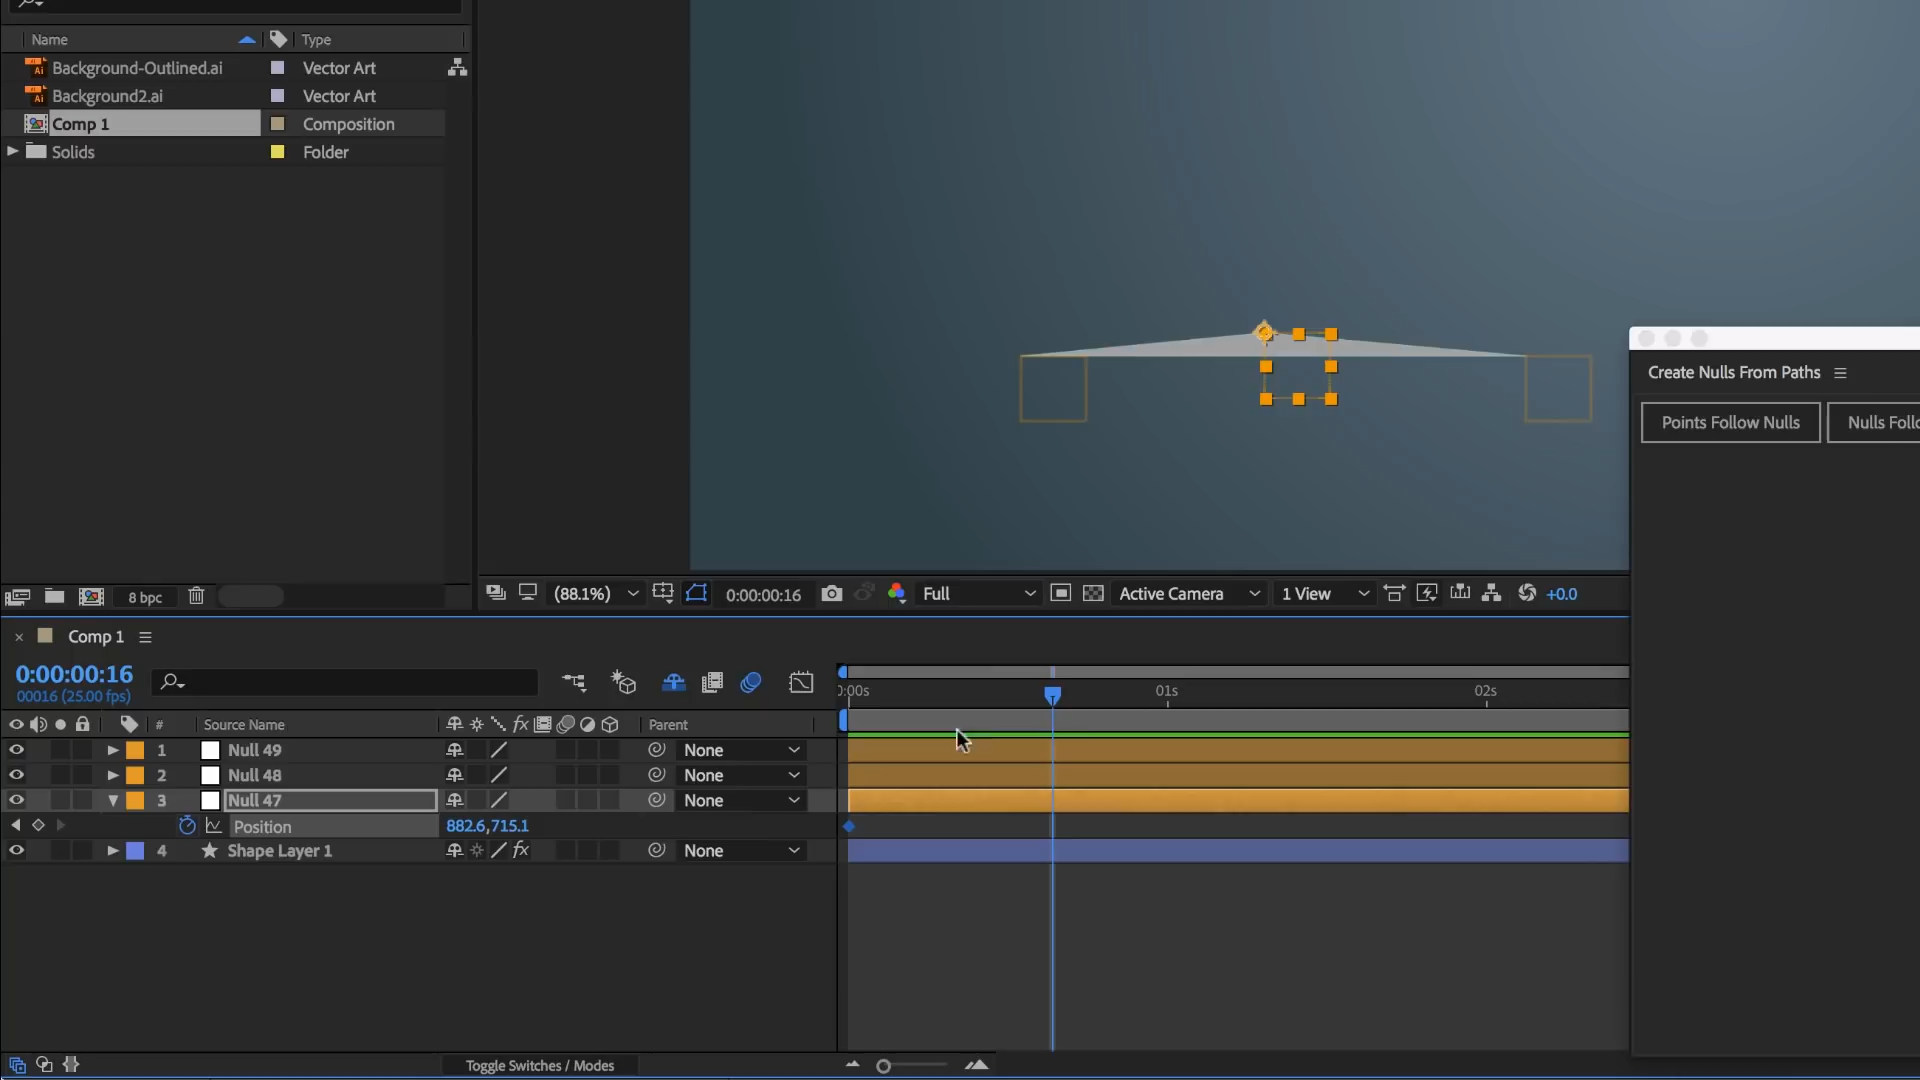 Name Type
Ai Background-Outlined.ai Vector Art
Ai Background2.ai Vector Art
Comp 1 Composition
Solids Folder
Create Nulls From Paths
Points Follow Nulls Nulls Follo
8 bpc (88.1%) 0:00:00:16 Full Active Camera 1 View +0.0
× Comp 1
0:00:00:16
00016 (25.00 fps)
0:00s 01s 02s
# Source Name fx Parent
1 Null 49 None
2 Null 48 None
3 Null 47 None
Position 882.6,715.1
4 Shape Layer 1 fx None
Toggle Switches / Modes